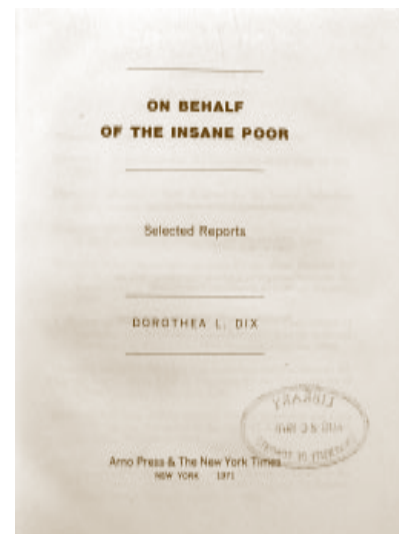 ON BEHALF
OF THE INSANE POOR
Selected Reports
DOROTHEA L. DIX
LIBRARY
Arno Press & The New York Times
NEW YORK 1971